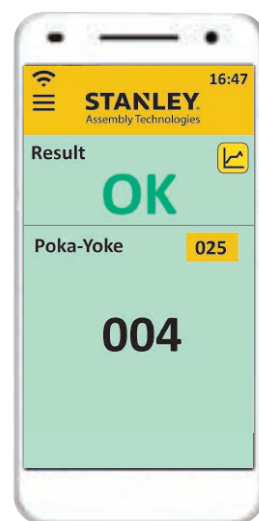 16:47
STANLEY.
Assembly Technologies
Result
OK
Poka-Yoke 025
004